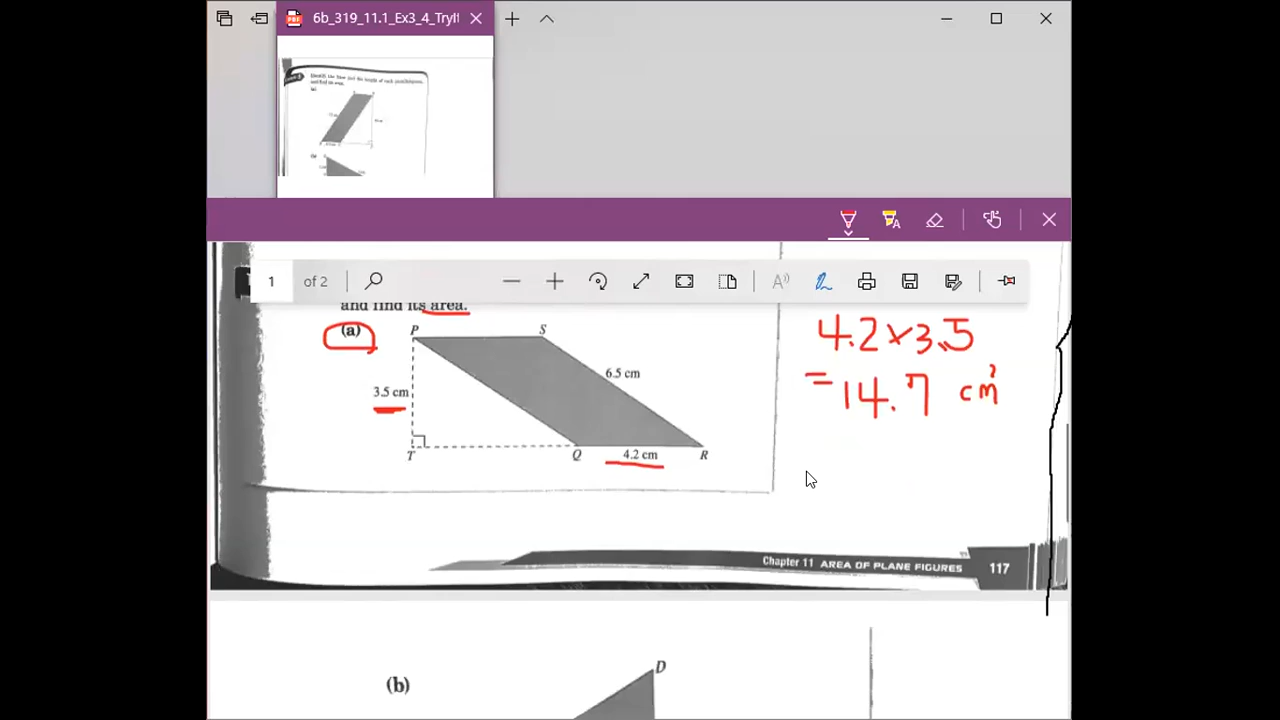 6b_319_11.1_Ex3_4_TryI
1 of 2
and find its area.
(a)
P
S
6.5 cm
3.5 cm
T
Q
4.2 cm
R
4.2 × 3.5
= 14.7 cm²
Chapter 11 AREA OF PLANE FIGURES 117
(b)
D